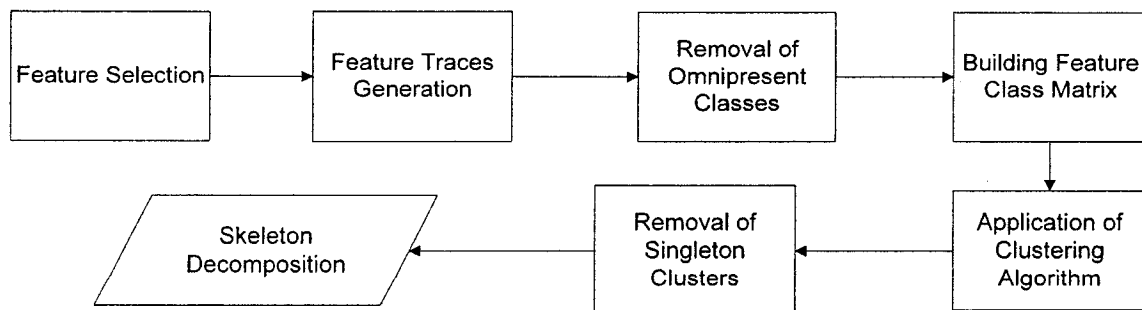 Feature Selection
Feature Traces
Generation
Removal of
Omnipresent
Classes
Building Feature
Class Matrix
Application of
Clustering
Algorithm
Removal of
Singleton
Clusters
Skeleton
Decomposition